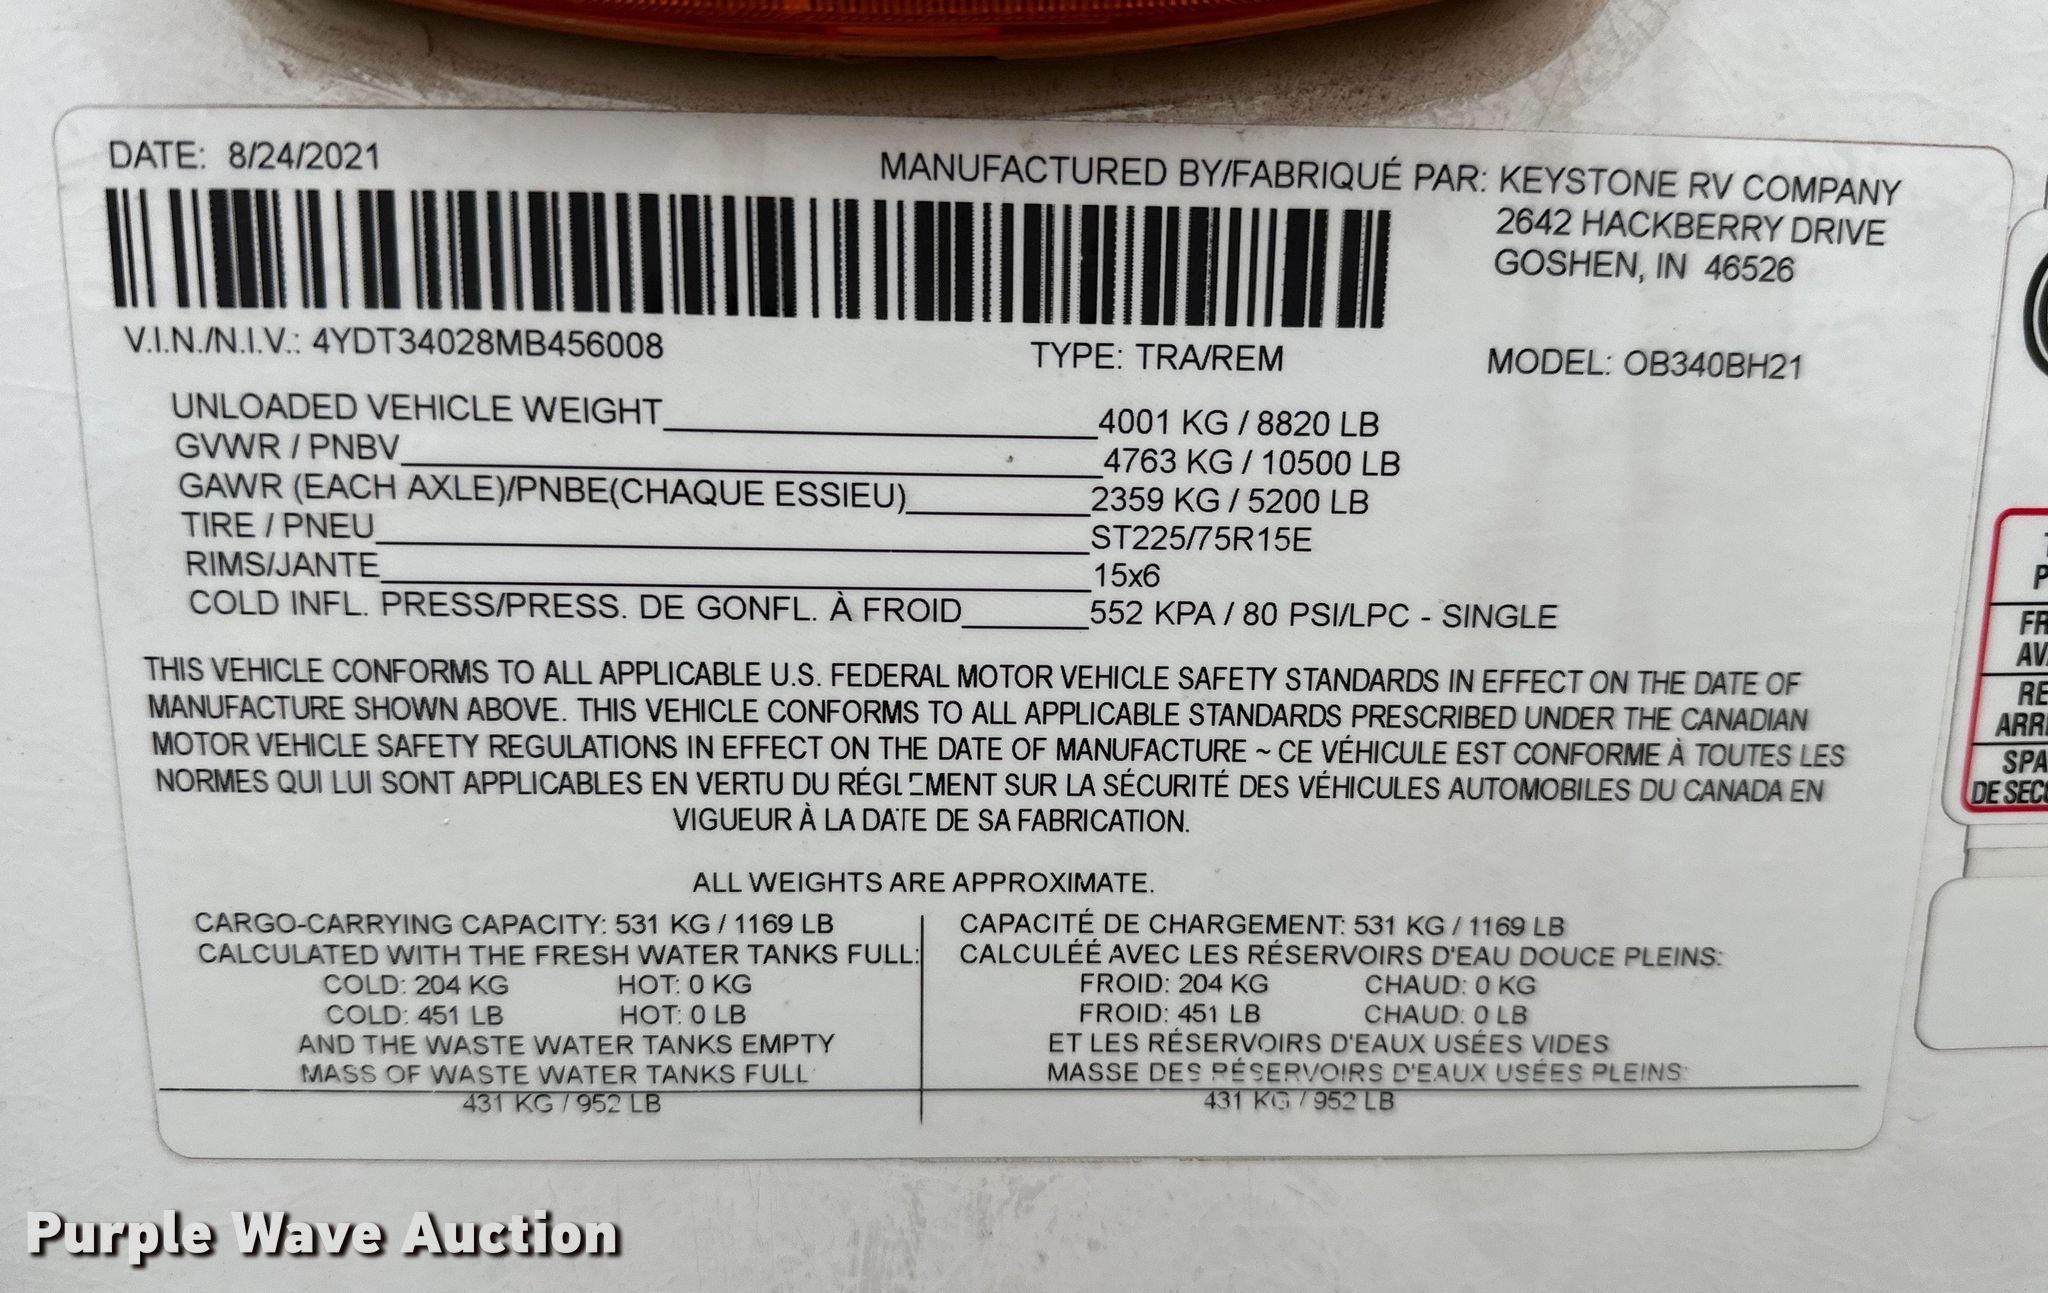 DATE: 8/24/2021
MANUFACTURED BY/FABRIQUÉ PAR: KEYSTONE RV COMPANY
2642 HACKBERRY DRIVE
GOSHEN, IN 46526
V.I.N./N.I.V.: 4YDT34028MB456008
TYPE: TRA/REM
MODEL: OB340BH21
UNLOADED VEHICLE WEIGHT 4001 KG / 8820 LB
GVWR / PNBV 4763 KG / 10500 LB
GAWR (EACH AXLE)/PNBE(CHAQUE ESSIEU) 2359 KG / 5200 LB
TIRE / PNEU ST225/75R15E
RIMS/JANTE 15x6
COLD INFL. PRESS/PRESS. DE GONFL. À FROID 552 KPA / 80 PSI/LPC - SINGLE
THIS VEHICLE CONFORMS TO ALL APPLICABLE U.S. FEDERAL MOTOR VEHICLE SAFETY STANDARDS IN EFFECT ON THE DATE OF
MANUFACTURE SHOWN ABOVE. THIS VEHICLE CONFORMS TO ALL APPLICABLE STANDARDS PRESCRIBED UNDER THE CANADIAN
MOTOR VEHICLE SAFETY REGULATIONS IN EFFECT ON THE DATE OF MANUFACTURE ~ CE VÉHICULE EST CONFORME À TOUTES LES
NORMES QUI LUI SONT APPLICABLES EN VERTU DU RÉGLEMENT SUR LA SÉCURITÉ DES VÉHICULES AUTOMOBILES DU CANADA EN
VIGUEUR À LA DATE DE SA FABRICATION.
ALL WEIGHTS ARE APPROXIMATE.
CARGO-CARRYING CAPACITY: 531 KG / 1169 LB
CALCULATED WITH THE FRESH WATER TANKS FULL:
COLD: 204 KG HOT: 0 KG
COLD: 451 LB HOT: 0 LB
AND THE WASTE WATER TANKS EMPTY
MASS OF WASTE WATER TANKS FULL
431 KG / 952 LB
CAPACITÉ DE CHARGEMENT: 531 KG / 1169 LB
CALCULÉÉ AVEC LES RÉSERVOIRS D'EAU DOUCE PLEINS:
FROID: 204 KG CHAUD: 0 KG
FROID: 451 LB CHAUD: 0 LB
ET LES RÉSERVOIRS D'EAUX USÉES VIDES
MASSE DES RÉSERVOIRS D'EAUX USÉES PLEINS:
431 KG / 952 LB
Purple Wave Auction